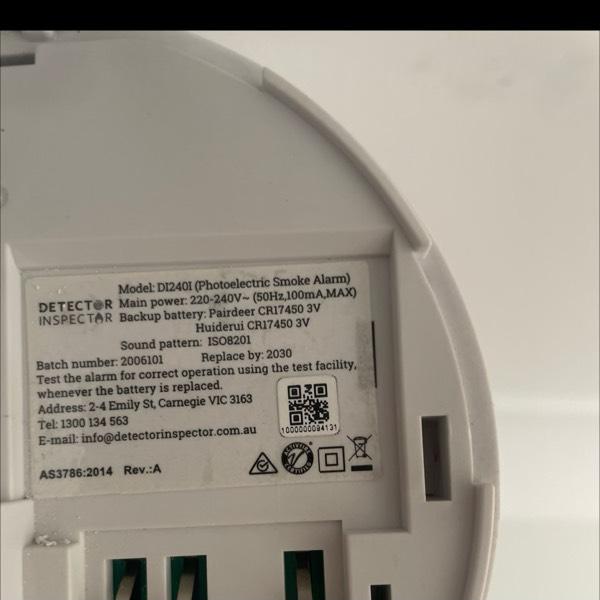 DETECTOR
INSPECTOR
Model: DI240I (Photoelectric Smoke Alarm)
Main power: 220-240V~ (50Hz,100mA,MAX)
Backup battery: Pairdeer CR17450 3V
Huiderui CR17450 3V
Sound pattern: ISO8201
Batch number: 2006101 Replace by: 2030
Test the alarm for correct operation using the test facility,
whenever the battery is replaced.
Address: 2-4 Emily St, Carnegie VIC 3163
Tel: 1300 134 563
E-mail: info@detectorinspector.com.au
1000000094131
AS3786:2014 Rev.:A